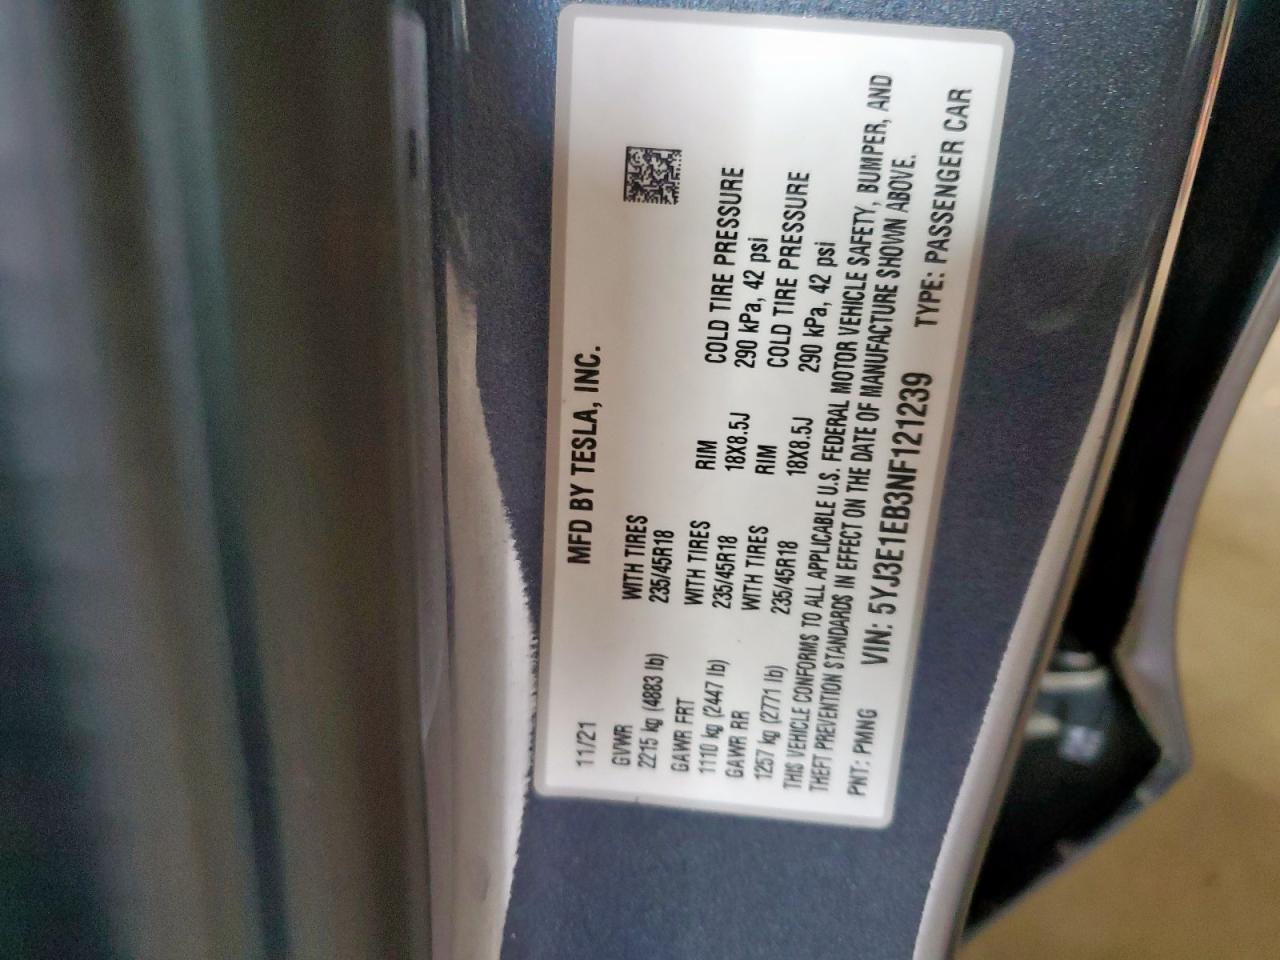 11/21 MFD BY TESLA, INC.
GVWR WITH TIRES
2215 kg (4883 lb) 235/45R18
GAWR FRT WITH TIRES RIM COLD TIRE PRESSURE
1110 kg (2447 lb) 235/45R18 18X8.5J 290 kPa, 42 psi
GAWR RR WITH TIRES RIM COLD TIRE PRESSURE
1257 kg (2771 lb) 235/45R18 18X8.5J 290 kPa, 42 psi
THIS VEHICLE CONFORMS TO ALL APPLICABLE U.S. FEDERAL MOTOR VEHICLE SAFETY, BUMPER, AND
THEFT PREVENTION STANDARDS IN EFFECT ON THE DATE OF MANUFACTURE SHOWN ABOVE.
PNT: PMNG VIN: 5YJ3E1EB3NF121239 TYPE: PASSENGER CAR